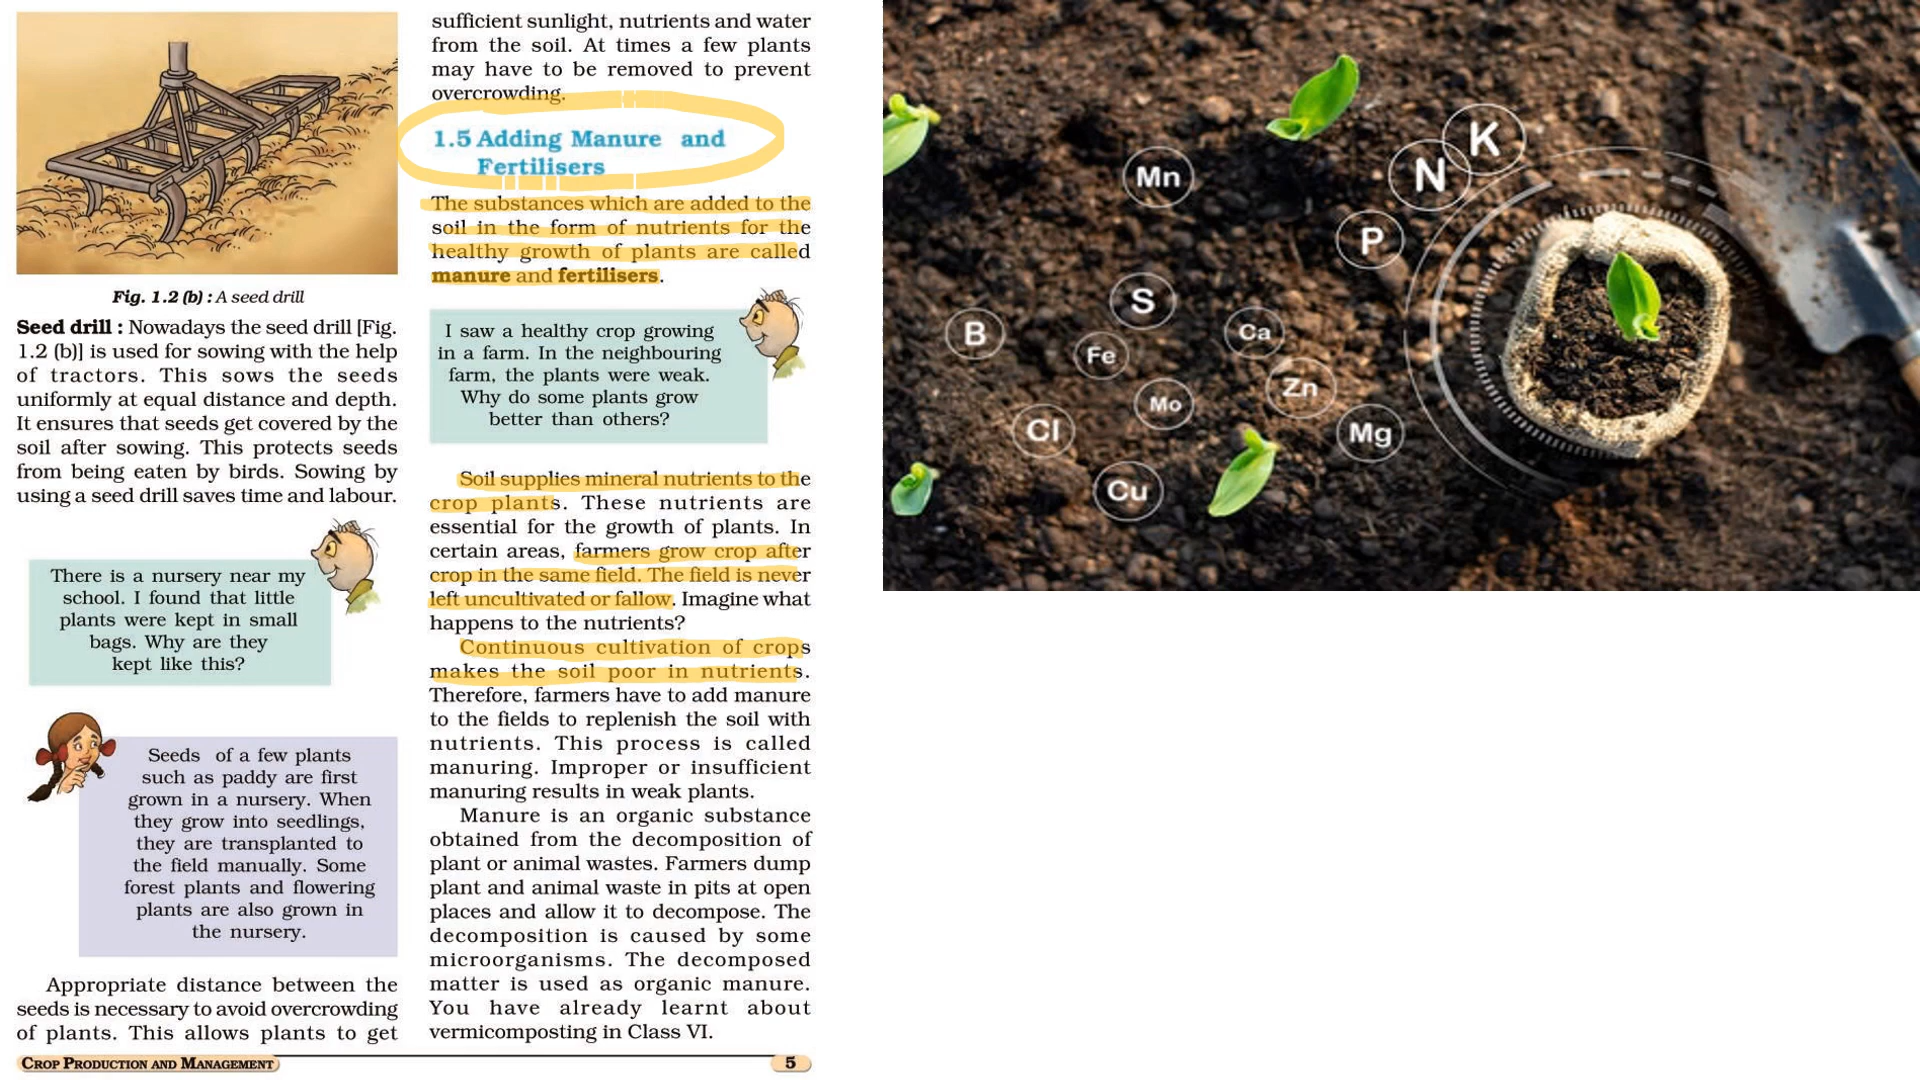 Fig. 1.2 (b) : A seed drill
Seed drill : Nowadays the seed drill [Fig.
1.2 (b)] is used for sowing with the help
of tractors. This sows the seeds
uniformly at equal distance and depth.
It ensures that seeds get covered by the
soil after sowing. This protects seeds
from being eaten by birds. Sowing by
using a seed drill saves time and labour.
There is a nursery near my
school. I found that little
plants were kept in small
bags. Why are they
kept like this?
Seeds of a few plants
such as paddy are first
grown in a nursery. When
they grow into seedlings,
they are transplanted to
the field manually. Some
forest plants and flowering
plants are also grown in
the nursery.
Appropriate distance between the
seeds is necessary to avoid overcrowding
of plants. This allows plants to get
sufficient sunlight, nutrients and water
from the soil. At times a few plants
may have to be removed to prevent
overcrowding.
1.5 Adding Manure and
Fertilisers
The substances which are added to the
soil in the form of nutrients for the
healthy growth of plants are called
manure and fertilisers.
I saw a healthy crop growing
in a farm. In the neighbouring
farm, the plants were weak.
Why do some plants grow
better than others?
Soil supplies mineral nutrients to the
crop plants. These nutrients are
essential for the growth of plants. In
certain areas, farmers grow crop after
crop in the same field. The field is never
left uncultivated or fallow. Imagine what
happens to the nutrients?
Continuous cultivation of crops
makes the soil poor in nutrients.
Therefore, farmers have to add manure
to the fields to replenish the soil with
nutrients. This process is called
manuring. Improper or insufficient
manuring results in weak plants.
Manure is an organic substance
obtained from the decomposition of
plant or animal wastes. Farmers dump
plant and animal waste in pits at open
places and allow it to decompose. The
decomposition is caused by some
microorganisms. The decomposed
matter is used as organic manure.
You have already learnt about
vermicomposting in Class VI.
CROP PRODUCTION AND MANAGEMENT
5
K
N
Mn
P
S
B
Ca
Fe
Zn
Mo
Cl
Mg
Cu